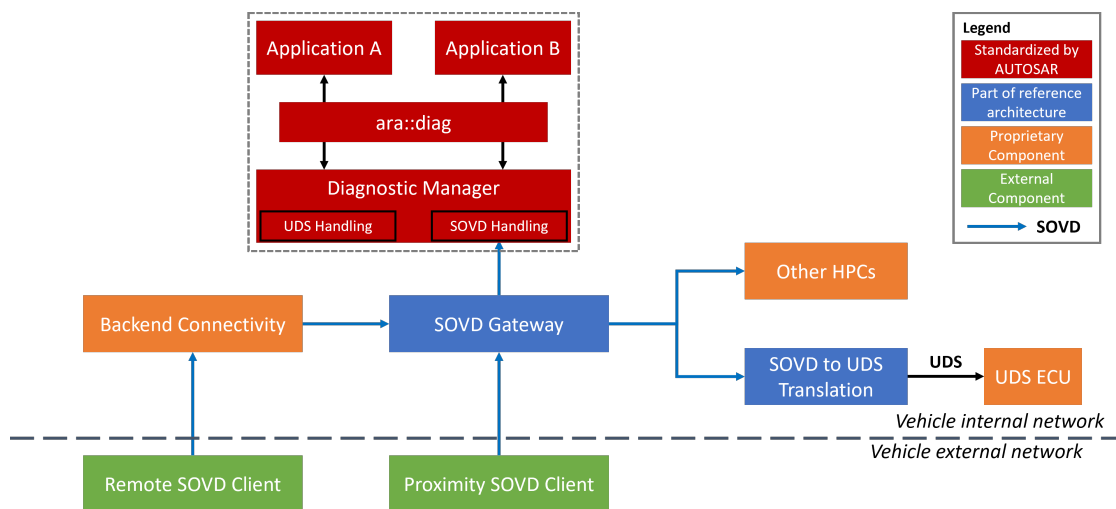 Application A
Application B
ara::diag
Diagnostic Manager
UDS Handling
SOVD Handling
Legend
Standardized by
AUTOSAR
Part of reference
architecture
Proprietary
Component
External
Component
SOVD
Other HPCs
Backend Connectivity
SOVD Gateway
SOVD to UDS
Translation
UDS
UDS ECU
Vehicle internal network
Vehicle external network
Remote SOVD Client
Proximity SOVD Client